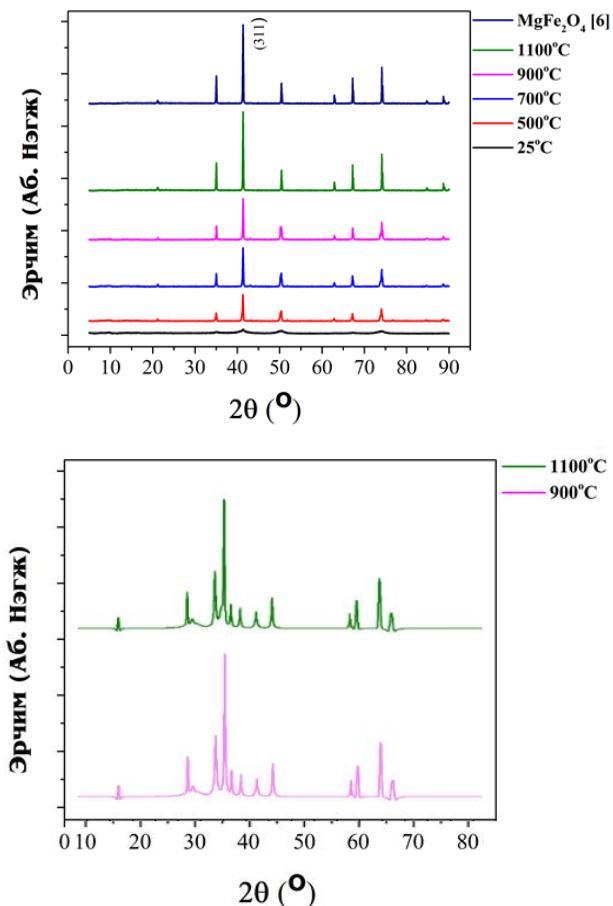 (311)
MgFe₂O₄ [6]
1100°C
900°C
700°C
500°C
25°C
Эрчим (Аб. Нэгж)
0 10 20 30 40 50 60 70 80 90
2θ (О)
1100°C
900°C
Эрчим (Аб. Нэгж)
0 10 20 30 40 50 60 70 80
2θ (О)